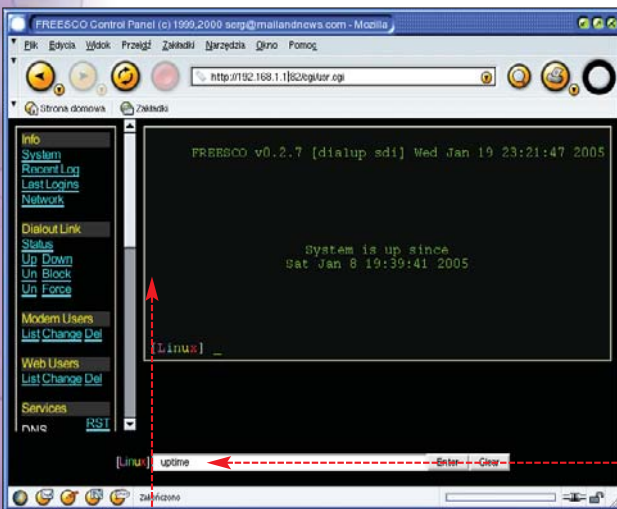 FREESCO Control Panel (c) 1999,2000 serg@mailandnews.com - Mozilla
Plik Edycja Widok Przejdź Zakładki Narzędzia Okno Pomoc
http://192.168.1.1:82/cgi/usr.cgi
Strona domowa Zakładki
Info
System
Recent Log
Last Logins
Network
Dialout Link
Status
Up Down
Un Block
Un Force
Modem Users
List Change Del
Web Users
List Change Del
Services
DNS RST
FREESCO v0.2.7 [dialup sdi] Wed Jan 19 23:21:47 2005
System is up since
Sat Jan 8 19:39:41 2005
[Linux] _
[Linux] uptime Enter Clear
Zakończono